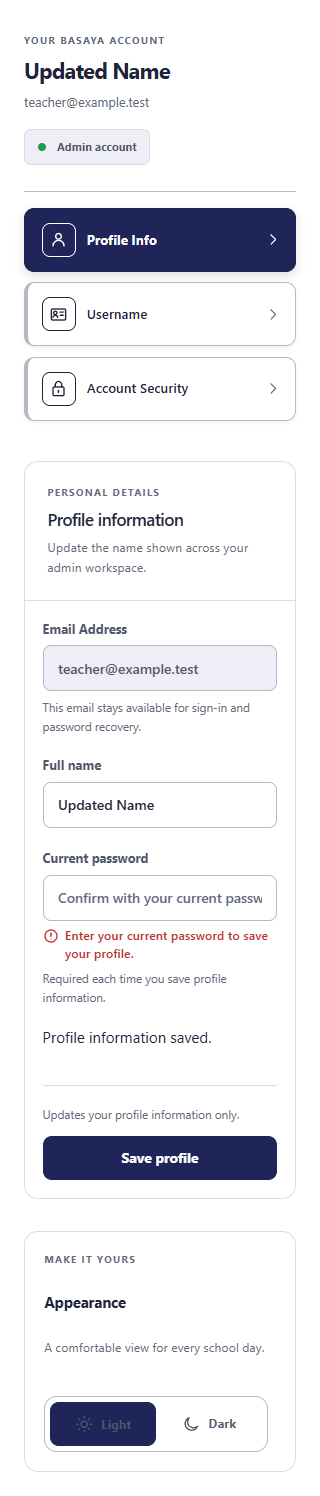 YOUR BASAYA ACCOUNT
Updated Name
teacher@example.test
Admin account
Profile Info
Username
Account Security
PERSONAL DETAILS
Profile information
Update the name shown across your
admin workspace.
Email Address
teacher@example.test
This email stays available for sign-in and
password recovery.
Full name
Updated Name
Current password
Confirm with your current passw
Enter your current password to save
your profile.
Required each time you save profile
information.
Profile information saved.
Updates your profile information only.
Save profile
MAKE IT YOURS
Appearance
A comfortable view for every school day.
Light
Dark